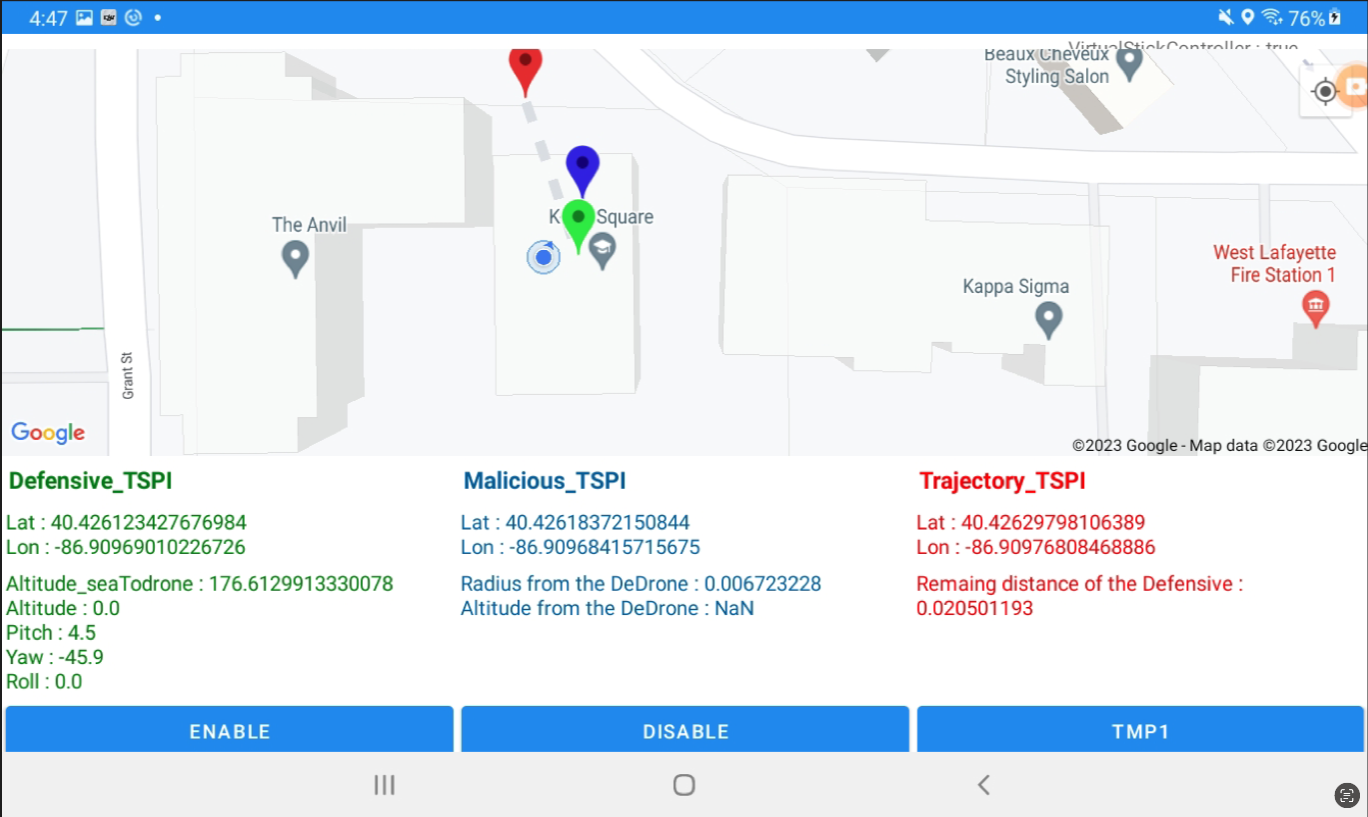 4:47
76%
VirtualStickController : true
Beaux Cheveux
Styling Salon
The Anvil
Square
West Lafayette
Fire Station 1
Kappa Sigma
Grant St
Google
©2023 Google - Map data ©2023 Google
Defensive_TSPI
Lat : 40.426123427676984
Lon : -86.90969010226726
Altitude_seaTodrone : 176.6129913330078
Altitude : 0.0
Pitch : 4.5
Yaw : -45.9
Roll : 0.0
Malicious_TSPI
Lat : 40.42618372150844
Lon : -86.90968415715675
Radius from the DeDrone : 0.006723228
Altitude from the DeDrone : NaN
Trajectory_TSPI
Lat : 40.42629798106389
Lon : -86.90976808468886
Remaing distance of the Defensive :
0.020501193
ENABLE
DISABLE
TMP1